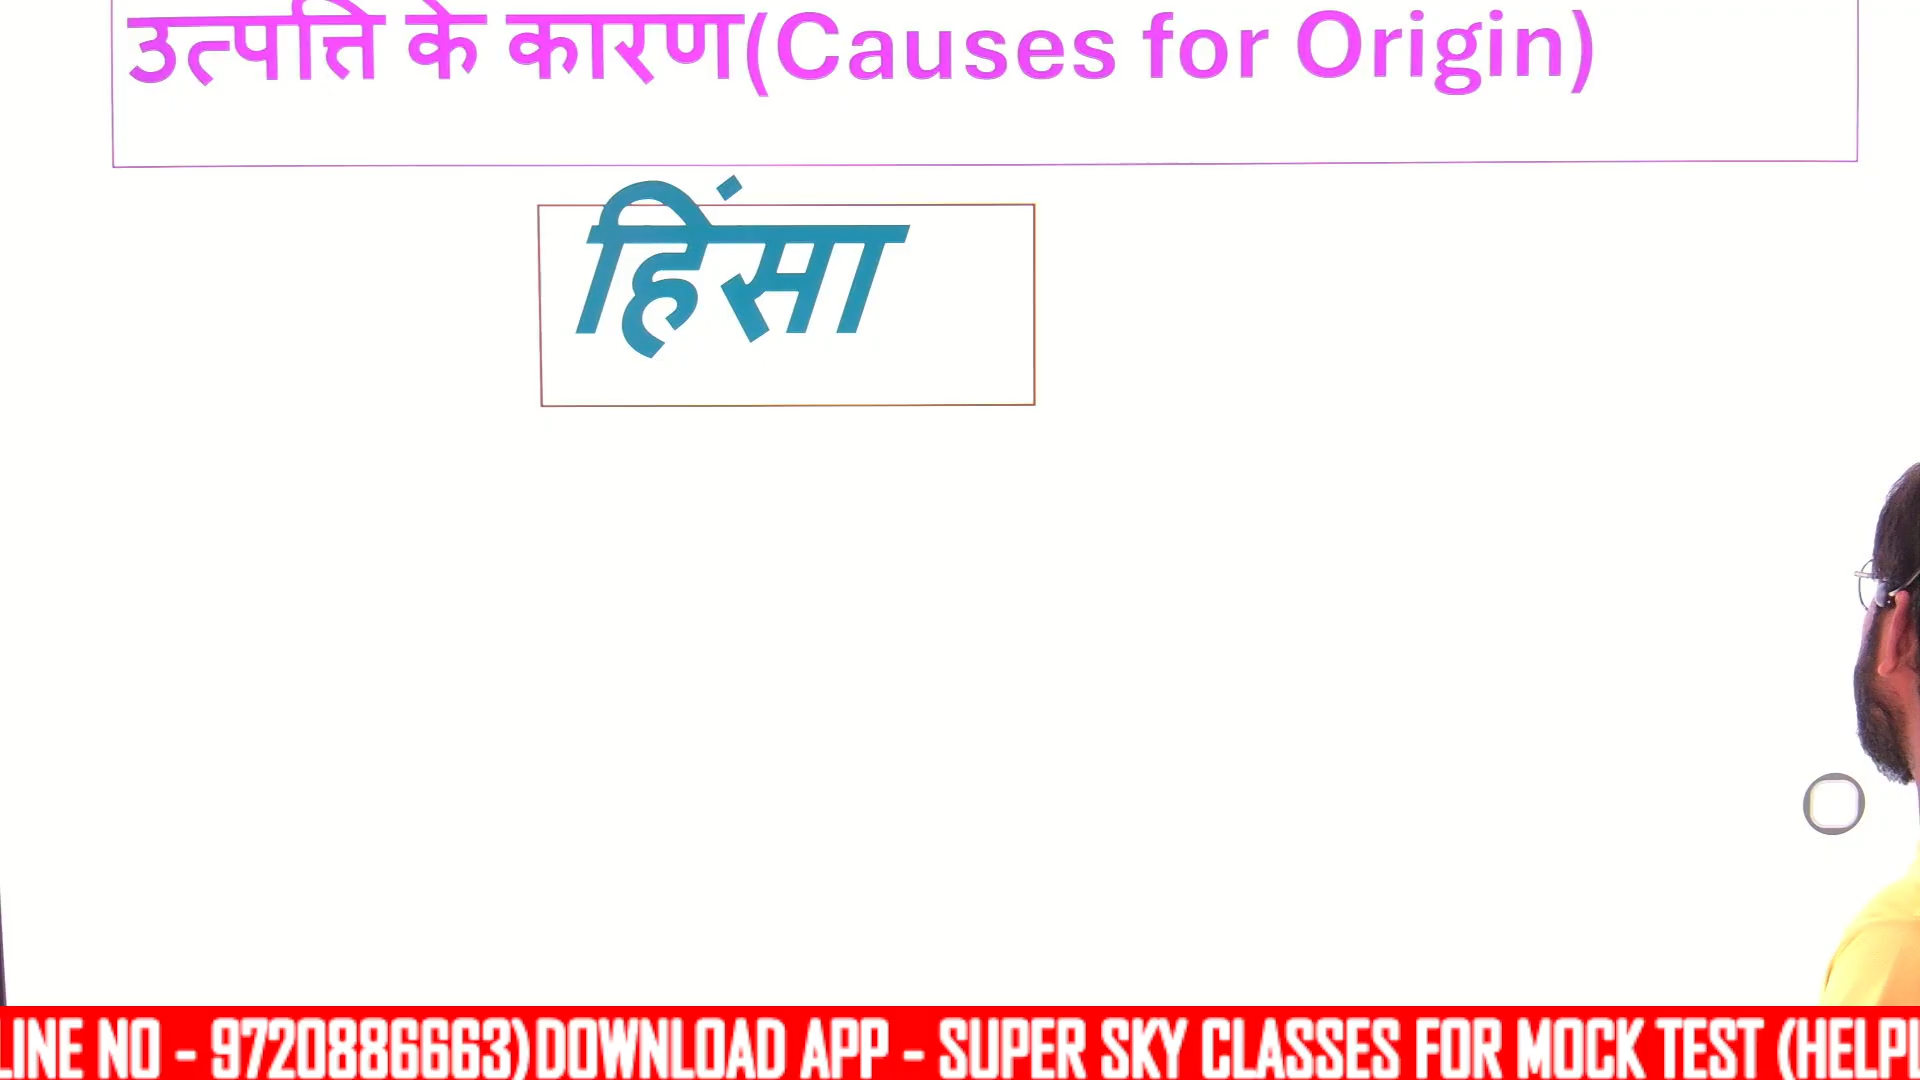 उत्पत्ति के कारण(Causes for Origin)
हिंसा
LINE NO - 9720886663) DOWNLOAD APP - SUPER SKY CLASSES FOR MOCK TEST (HELPL